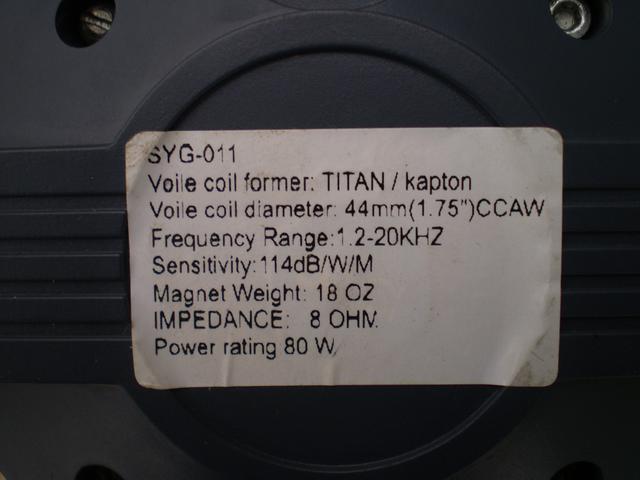 SYG-011
Voile coil former: TITAN / kapton
Voile coil diameter: 44mm(1.75")CCAW
Frequency Range:1.2-20KHZ
Sensitivity:114dB/W/M
Magnet Weight: 18 OZ
IMPEDANCE: 8 OHM
Power rating 80 W